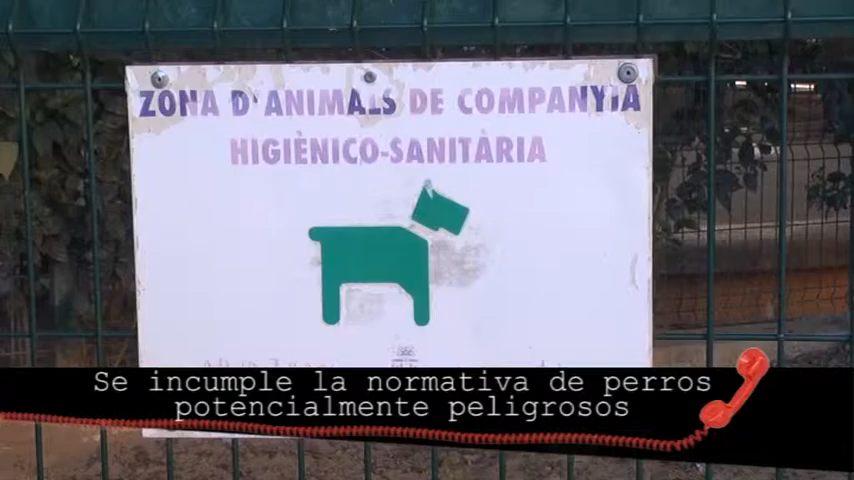 ZONA D'ANIMALS DE COMPANYIA
HIGIÈNICO-SANITÀRIA
Se incumple la normativa de perros
potencialmente peligrosos